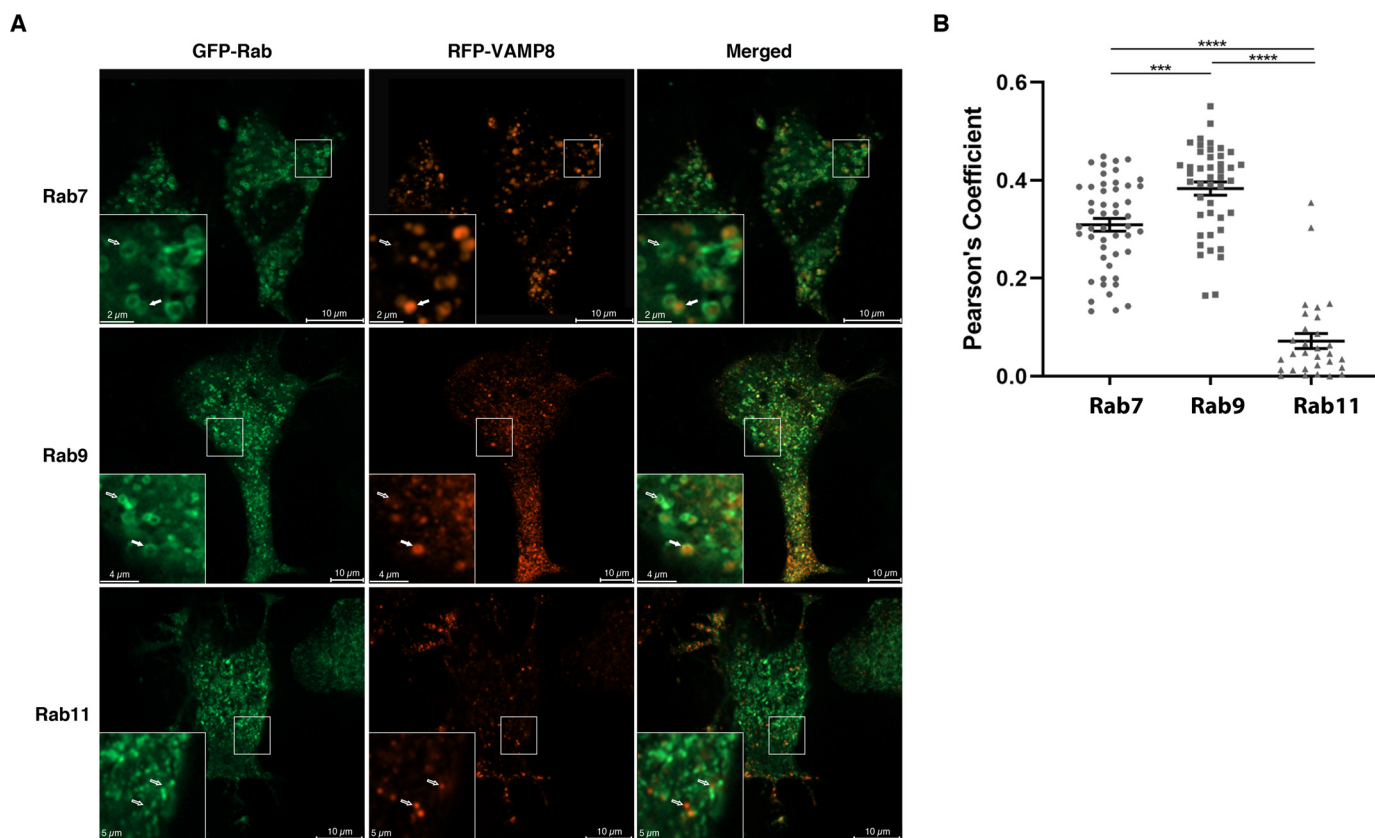 A
GFP-Rab RFP-VAMP8 Merged
Rab7
2 µm 10 µm 2 µm 10 µm 2 µm 10 µm
Rab9
4 µm 10 µm 4 µm 10 µm 4 µm 10 µm
Rab11
5 µm 10 µm 5 µm 10 µm 5 µm 10 µm
B
****
*** ****
Pearson's Coefficient
0.6
0.4
0.2
0.0
Rab7 Rab9 Rab11